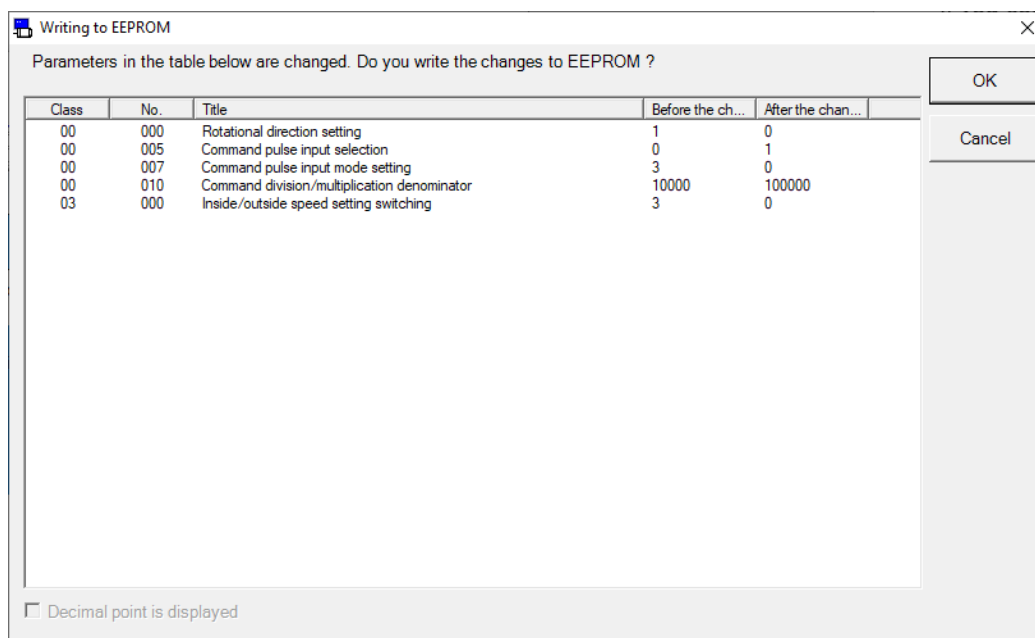 Writing to EEPROM
Parameters in the table below are changed. Do you write the changes to EEPROM ?
OK
Cancel
Class No. Title Before the ch... After the chan...
00 000 Rotational direction setting 1 0
00 005 Command pulse input selection 0 1
00 007 Command pulse input mode setting 3 0
00 010 Command division/multiplication denominator 10000 100000
03 000 Inside/outside speed setting switching 3 0
Decimal point is displayed